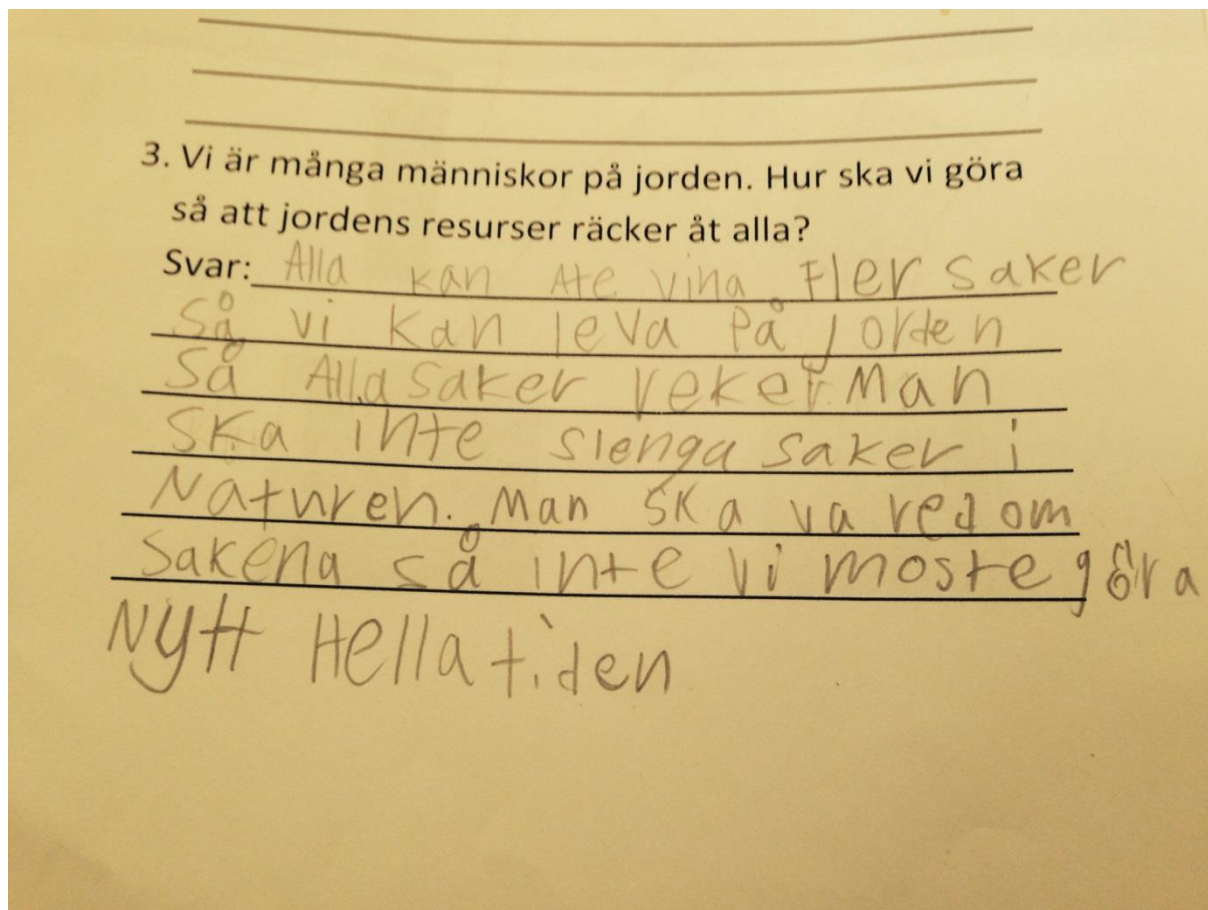 3. Vi är många människor på jorden. Hur ska vi göra
så att jordens resurser räcker åt alla?
Svar: Alla kan Ate vina Fler saker
Så vi kan leva på jorden
Så Alla saker reker. Man
Ska inte slenga saker i
Naturen. Man ska va red om
Sakena så inte vi moste göra
Nytt Hella tiden